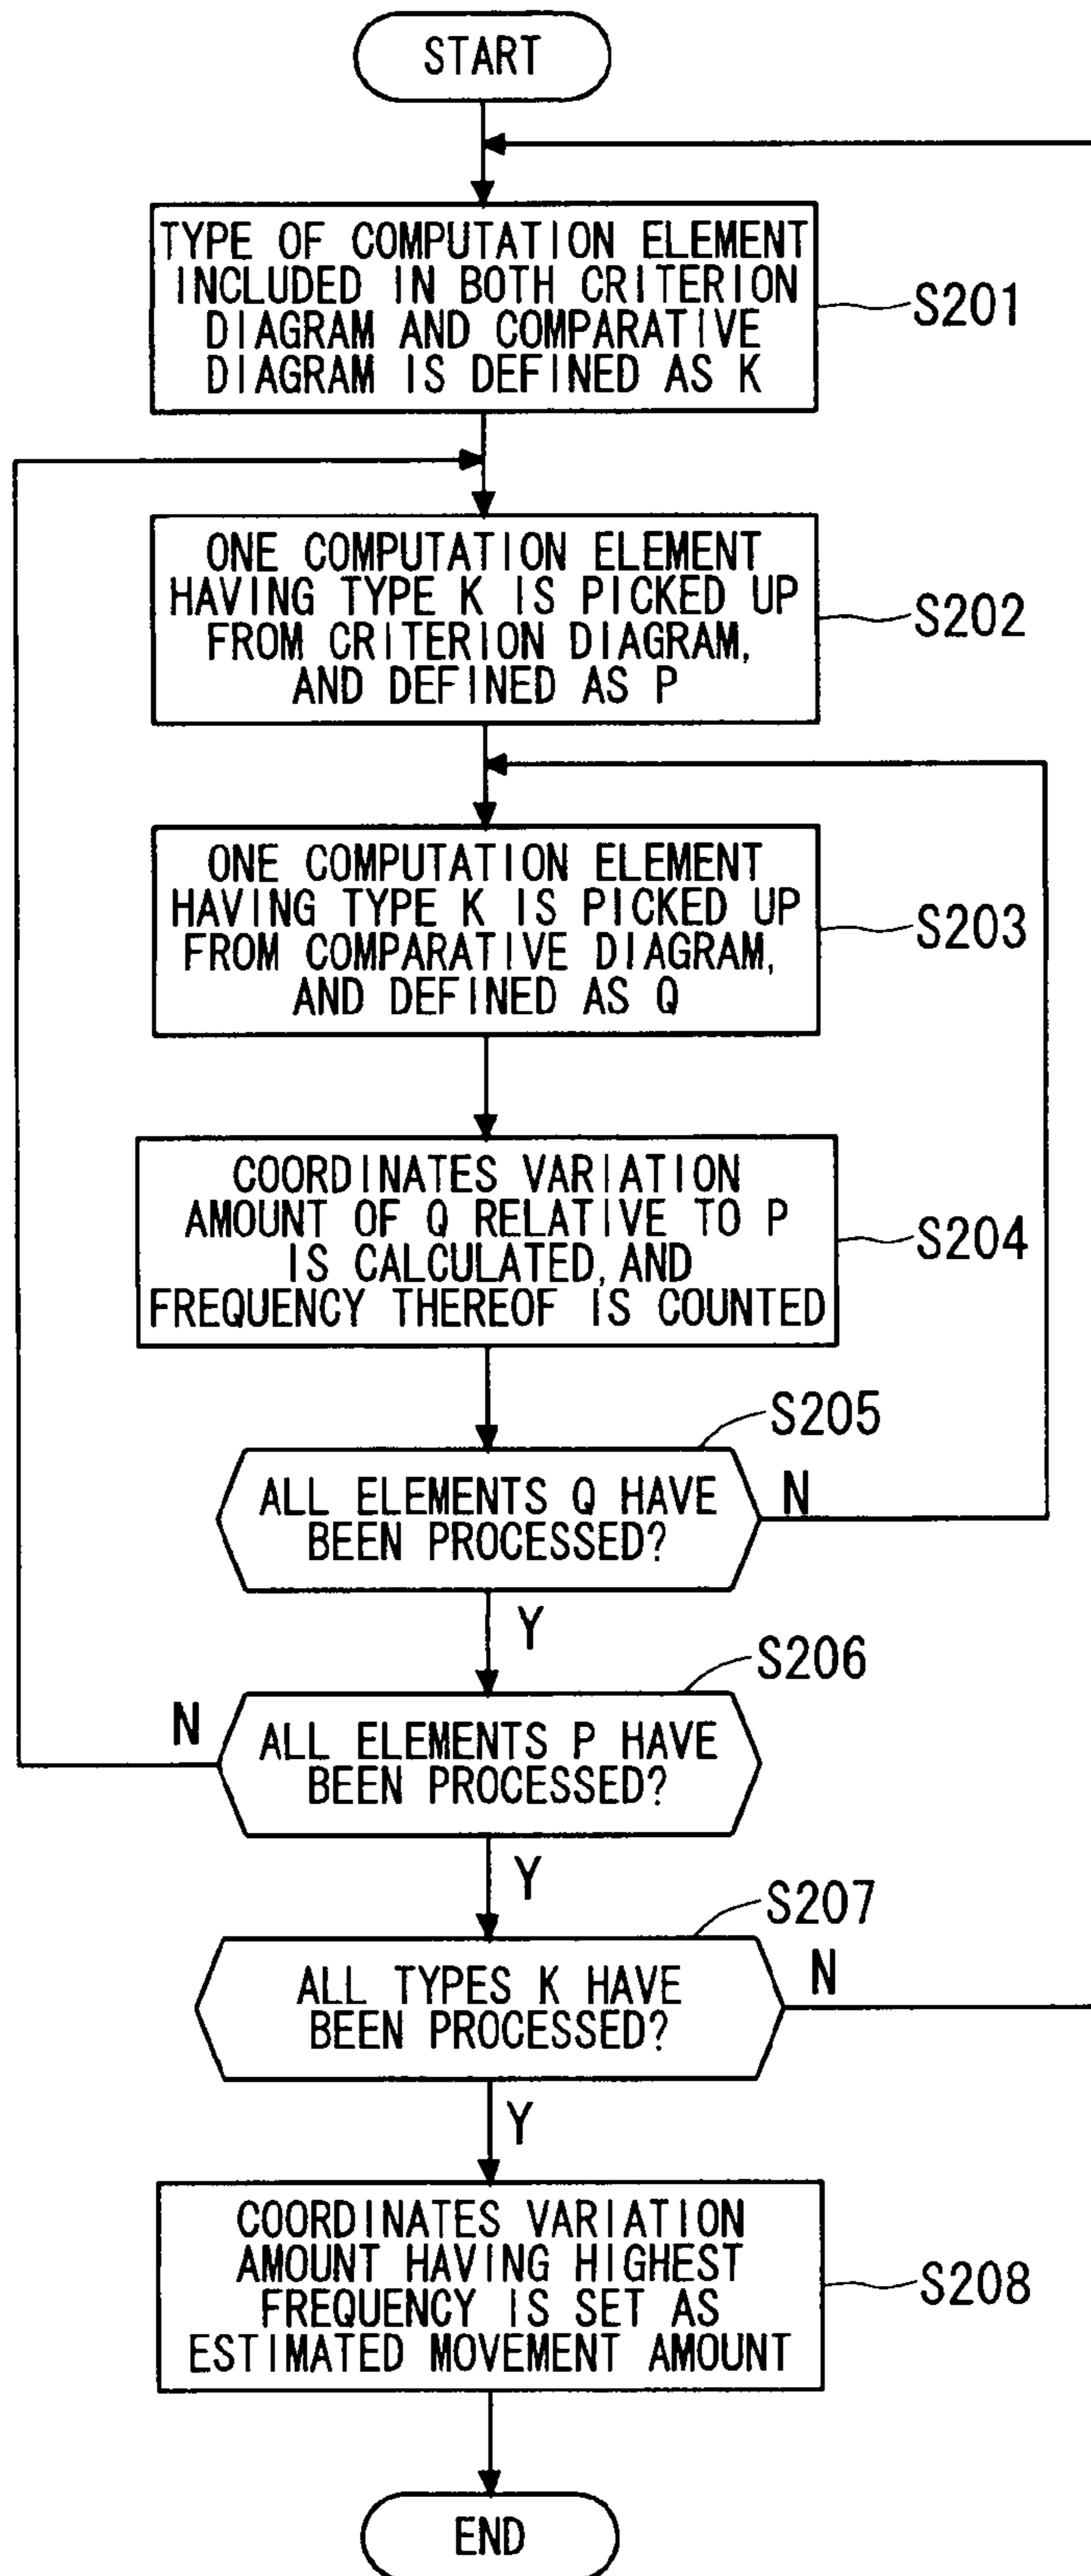 START
TYPE OF COMPUTATION ELEMENT
INCLUDED IN BOTH CRITERION
DIAGRAM AND COMPARATIVE
DIAGRAM IS DEFINED AS K
S201
ONE COMPUTATION ELEMENT
HAVING TYPE K IS PICKED UP
FROM CRITERION DIAGRAM,
AND DEFINED AS P
S202
ONE COMPUTATION ELEMENT
HAVING TYPE K IS PICKED UP
FROM COMPARATIVE DIAGRAM,
AND DEFINED AS Q
S203
COORDINATES VARIATION
AMOUNT OF Q RELATIVE TO P
IS CALCULATED, AND
FREQUENCY THEREOF IS COUNTED
S204
S205
ALL ELEMENTS Q HAVE
BEEN PROCESSED?
N
Y
S206
N
ALL ELEMENTS P HAVE
BEEN PROCESSED?
Y
S207
ALL TYPES K HAVE
BEEN PROCESSED?
N
Y
COORDINATES VARIATION
AMOUNT HAVING HIGHEST
FREQUENCY IS SET AS
ESTIMATED MOVEMENT AMOUNT
S208
END